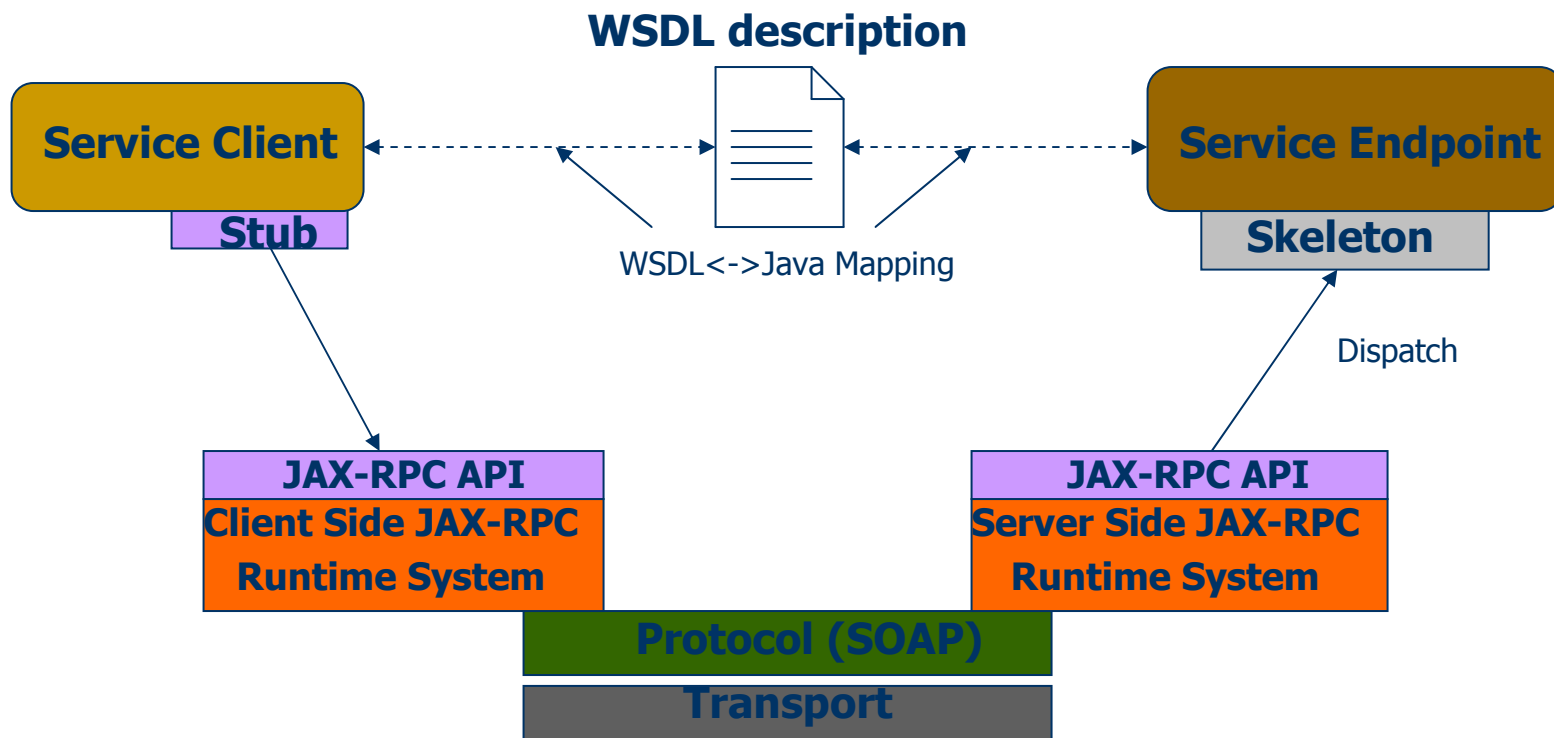 WSDL description
Service Client
Service Endpoint
Stub
Skeleton
WSDL<->Java Mapping
Dispatch
JAX-RPC API
Client Side JAX-RPC
Runtime System
JAX-RPC API
Server Side JAX-RPC
Runtime System
Protocol (SOAP)
Transport